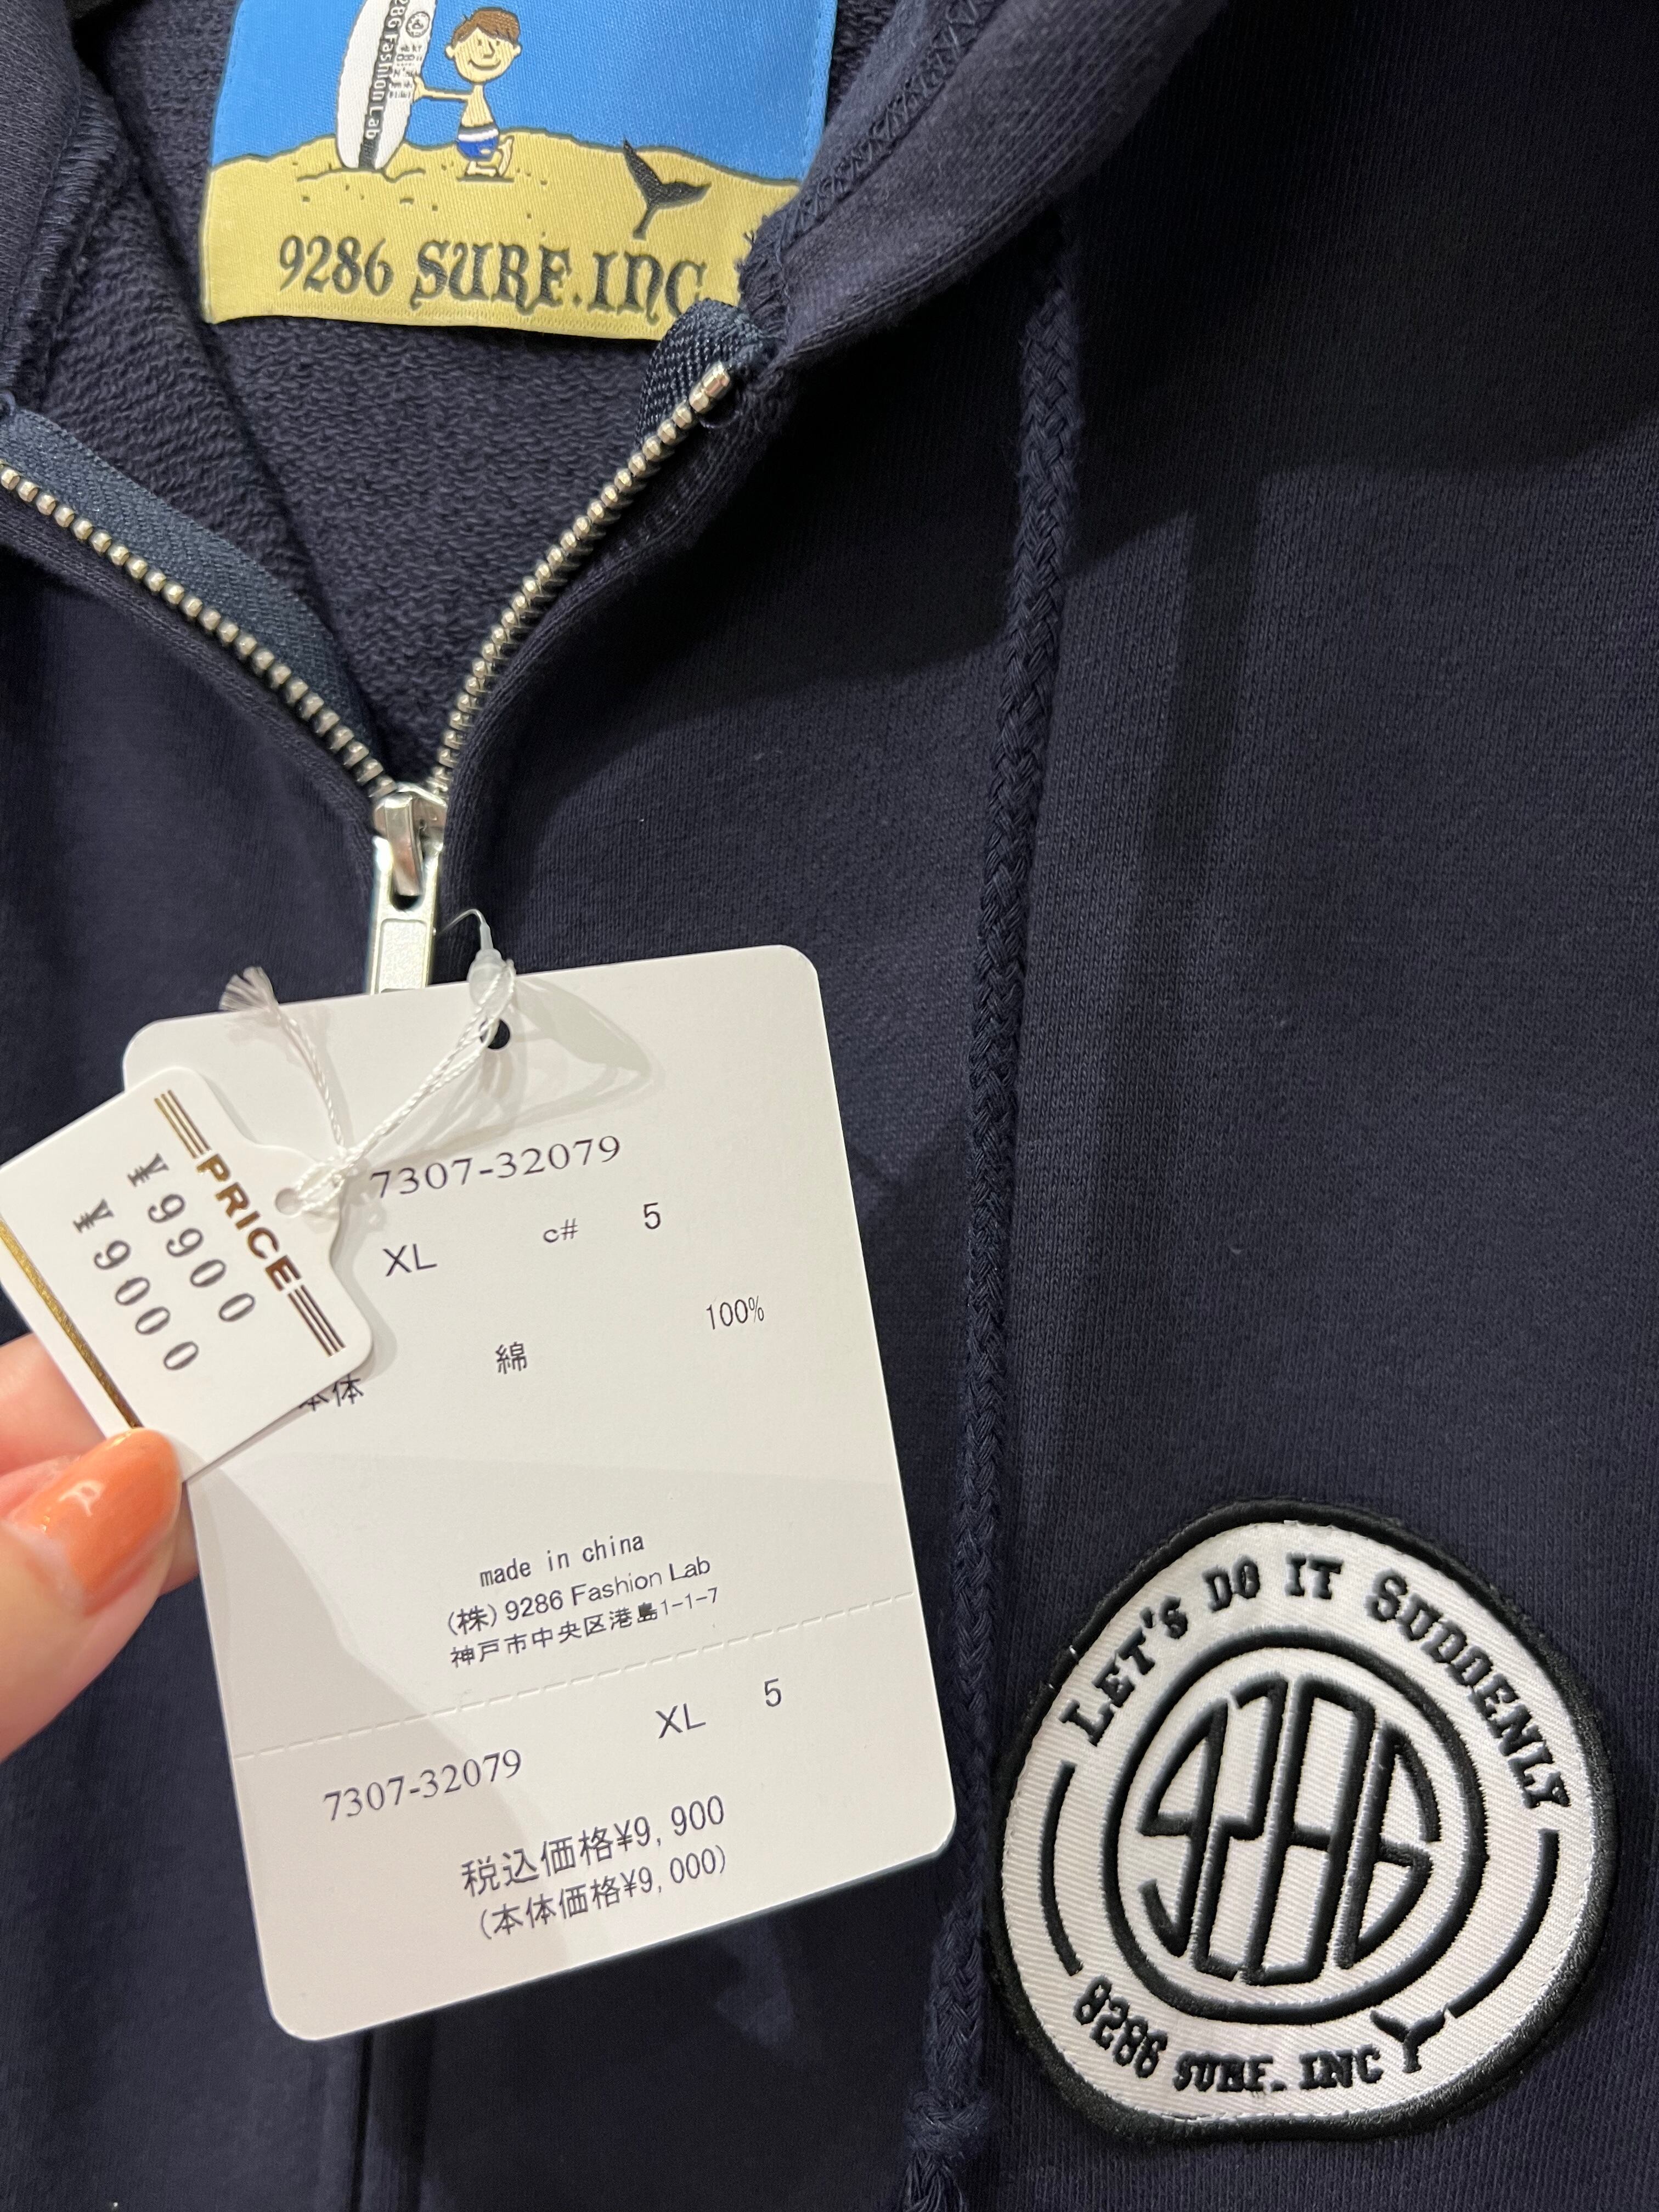 9286 Fashion Lab
9286 SURF.INC
PRICE
¥9900
¥9000
7307-32079
XL c# 5
本体 綿 100%
made in china
(株) 9286 Fashion Lab
神戸市中央区港島1-1-7
7307-32079 XL 5
税込価格¥9,900
(本体価格¥9,000)
LET'S DO IT SUDDENLY
9286
9286 SURF. INC